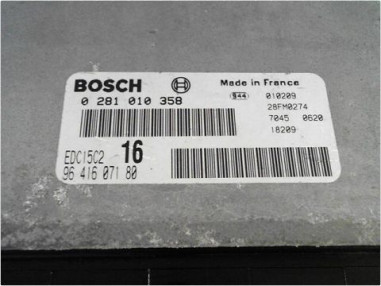 BOSCH Made in France
0 281 010 358 S44 010209
28FM0274
7045 0620
18209
EDC15C2 16
96 416 071 80